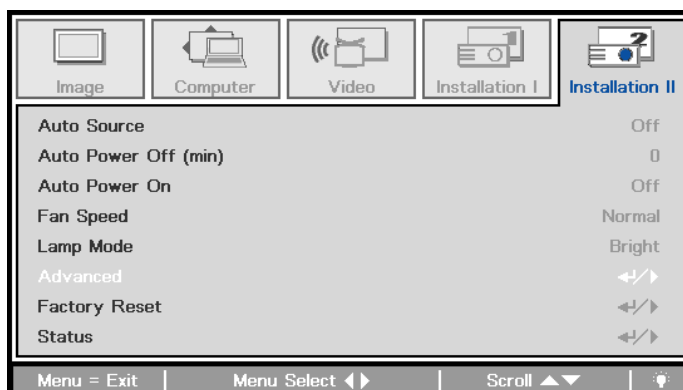 Image Computer Video Installation I Installation II
Auto Source Off
Auto Power Off (min) 0
Auto Power On Off
Fan Speed Normal
Lamp Mode Bright
Advanced
Factory Reset
Status
Menu = Exit Menu Select Scroll